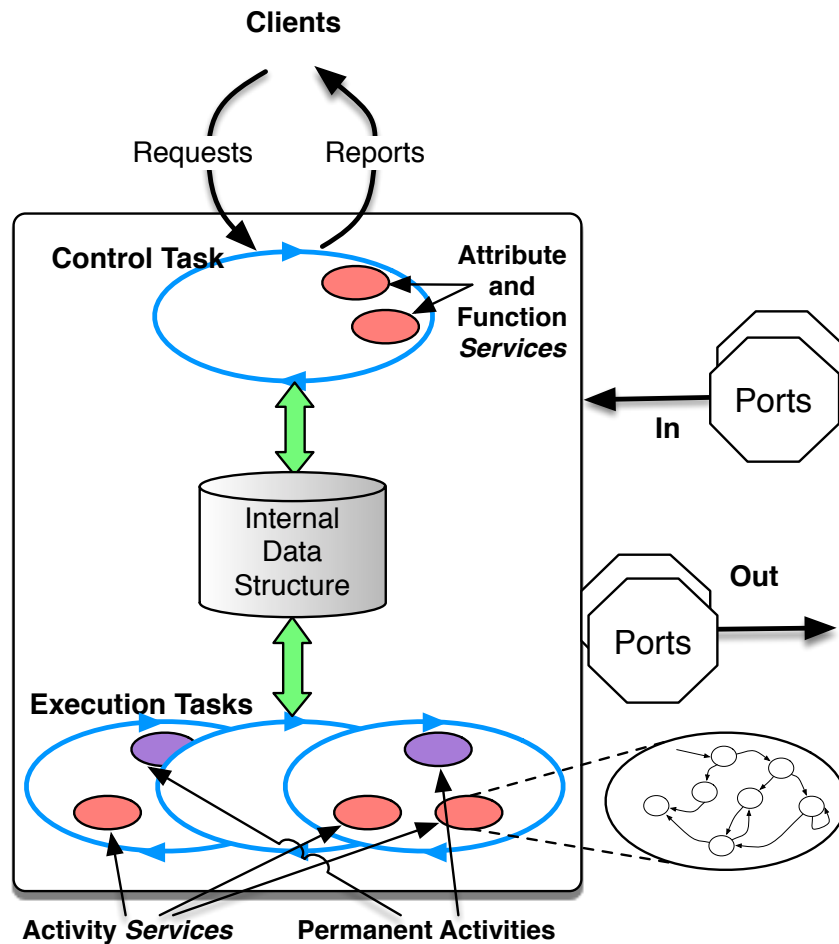 Clients
Requests
Reports
Control Task
Attribute
and
Function
Services
Ports
In
Internal
Data
Structure
Out
Ports
Execution Tasks
Activity Services
Permanent Activities